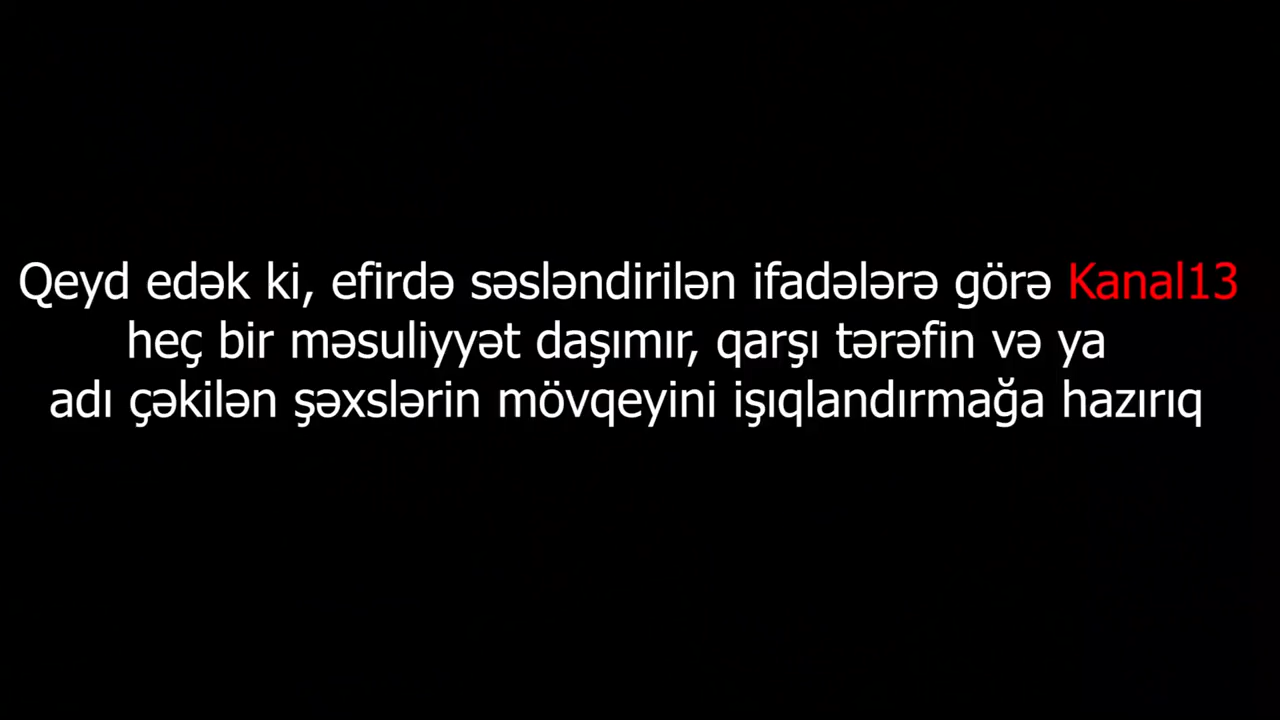 Qeyd edək ki, efirdə səsləndirilən ifadələrə görə Kanal13
heç bir məsuliyyət daşımır, qarşı tərəfin və ya
adı çəkilən şəxslərin mövqeyini işıqlandırmağa hazırıq